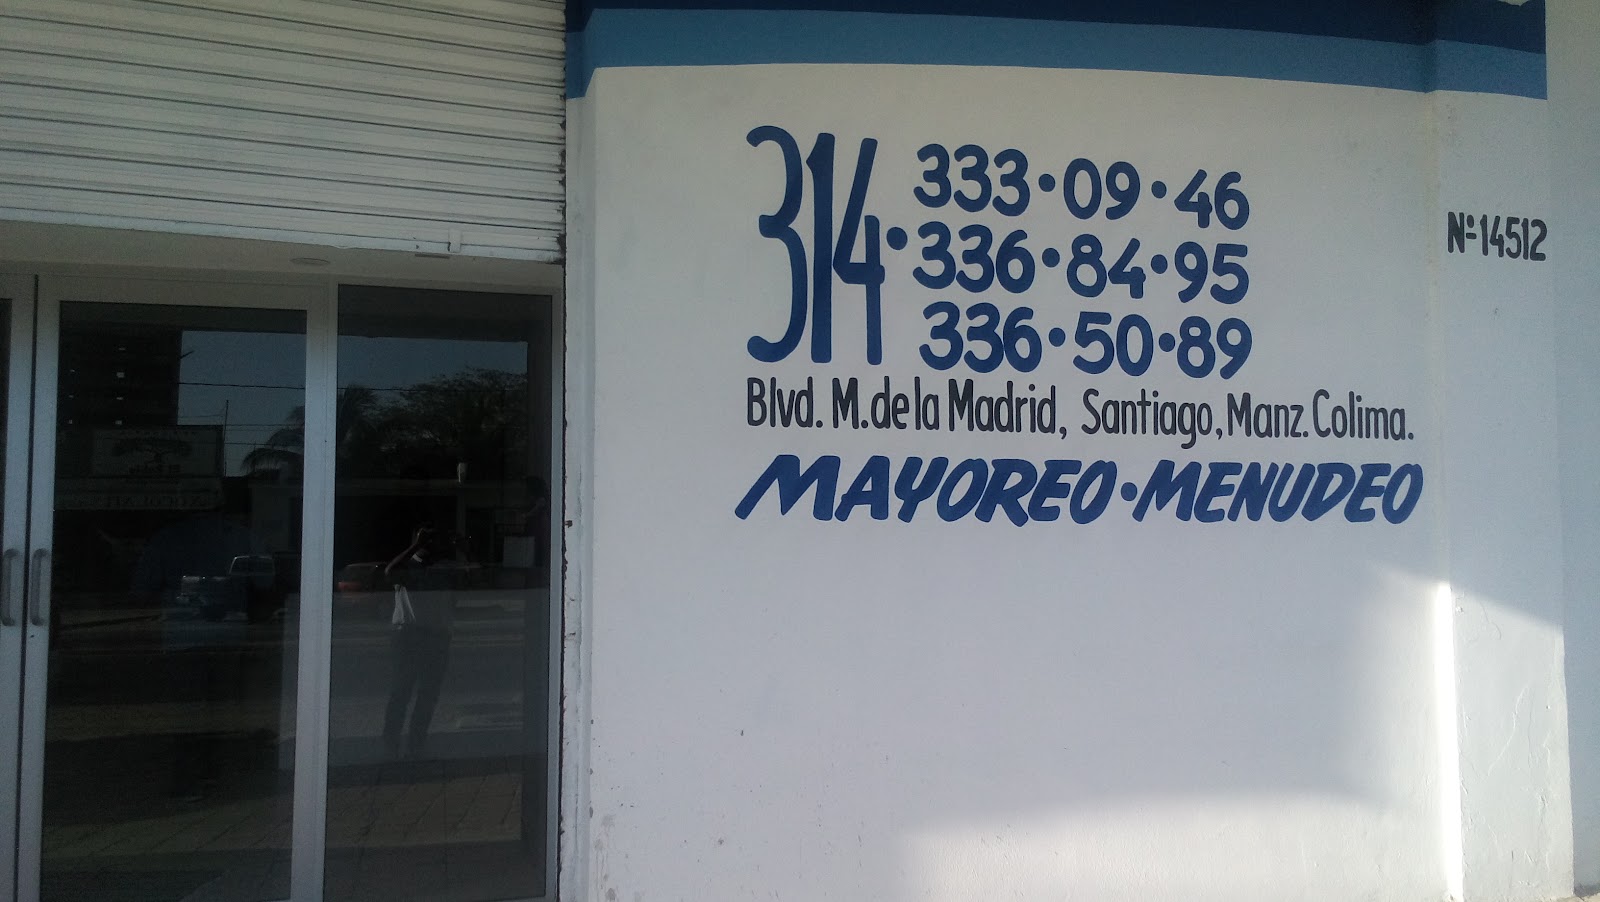 314 · 333 · 09 · 46
336 · 84 · 95
336 · 50 · 89
Blvd. M. de la Madrid, Santiago, Manz. Colima.
MAYOREO · MENUDEO
Nº 14512